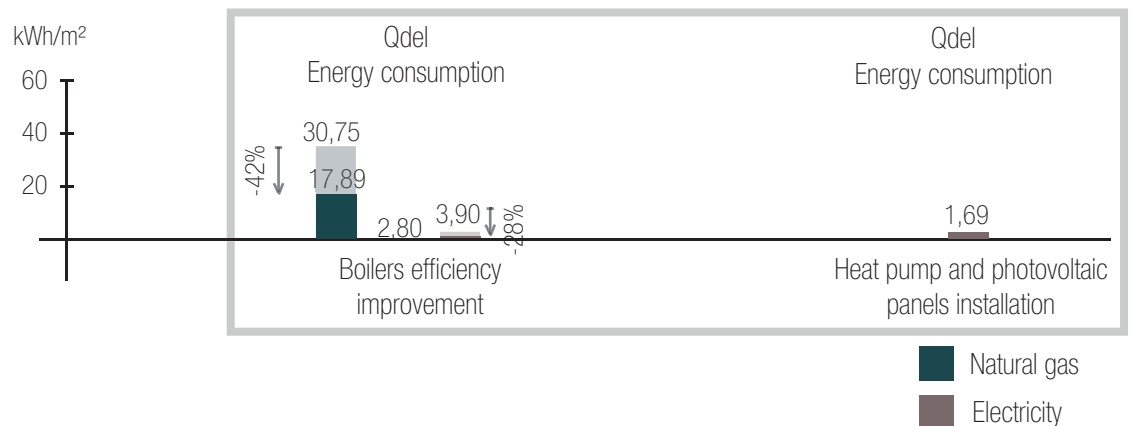 kWh/m²
60
40
20
Qdel
Energy consumption
30,75
-42%
17,89
2,80
3,90
-28%
Boilers efficiency
improvement
Qdel
Energy consumption
1,69
Heat pump and photovoltaic
panels installation
Natural gas
Electricity